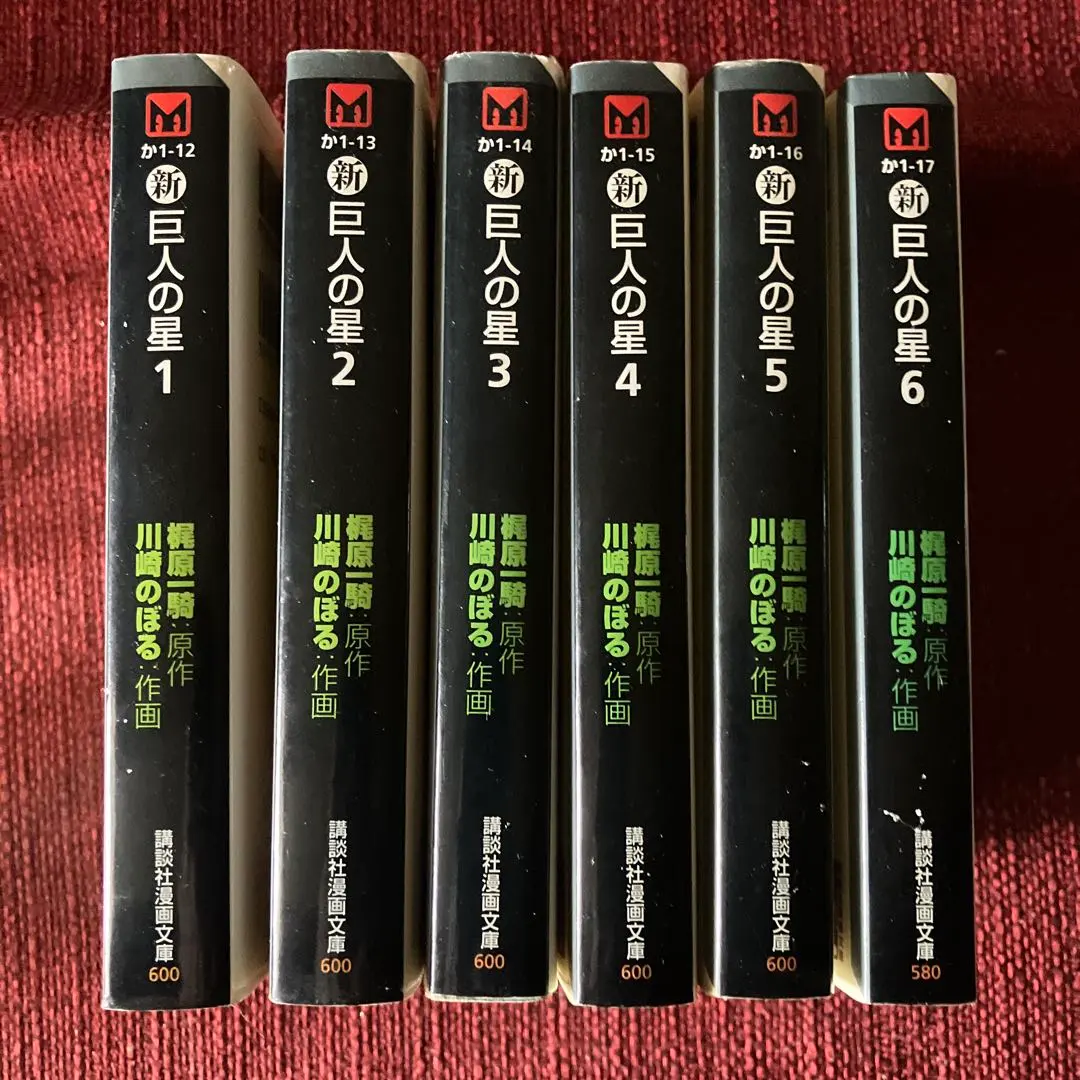 か1-12
新
巨人の星
1
梶原一騎:原作
川崎のぼる:作画
講談社漫画文庫
600
か1-13
新
巨人の星
2
梶原一騎:原作
川崎のぼる:作画
講談社漫画文庫
600
か1-14
新
巨人の星
3
梶原一騎:原作
川崎のぼる:作画
講談社漫画文庫
600
か1-15
新
巨人の星
4
梶原一騎:原作
川崎のぼる:作画
講談社漫画文庫
600
か1-16
新
巨人の星
5
梶原一騎:原作
川崎のぼる:作画
講談社漫画文庫
600
か1-17
新
巨人の星
6
梶原一騎:原作
川崎のぼる:作画
講談社漫画文庫
580